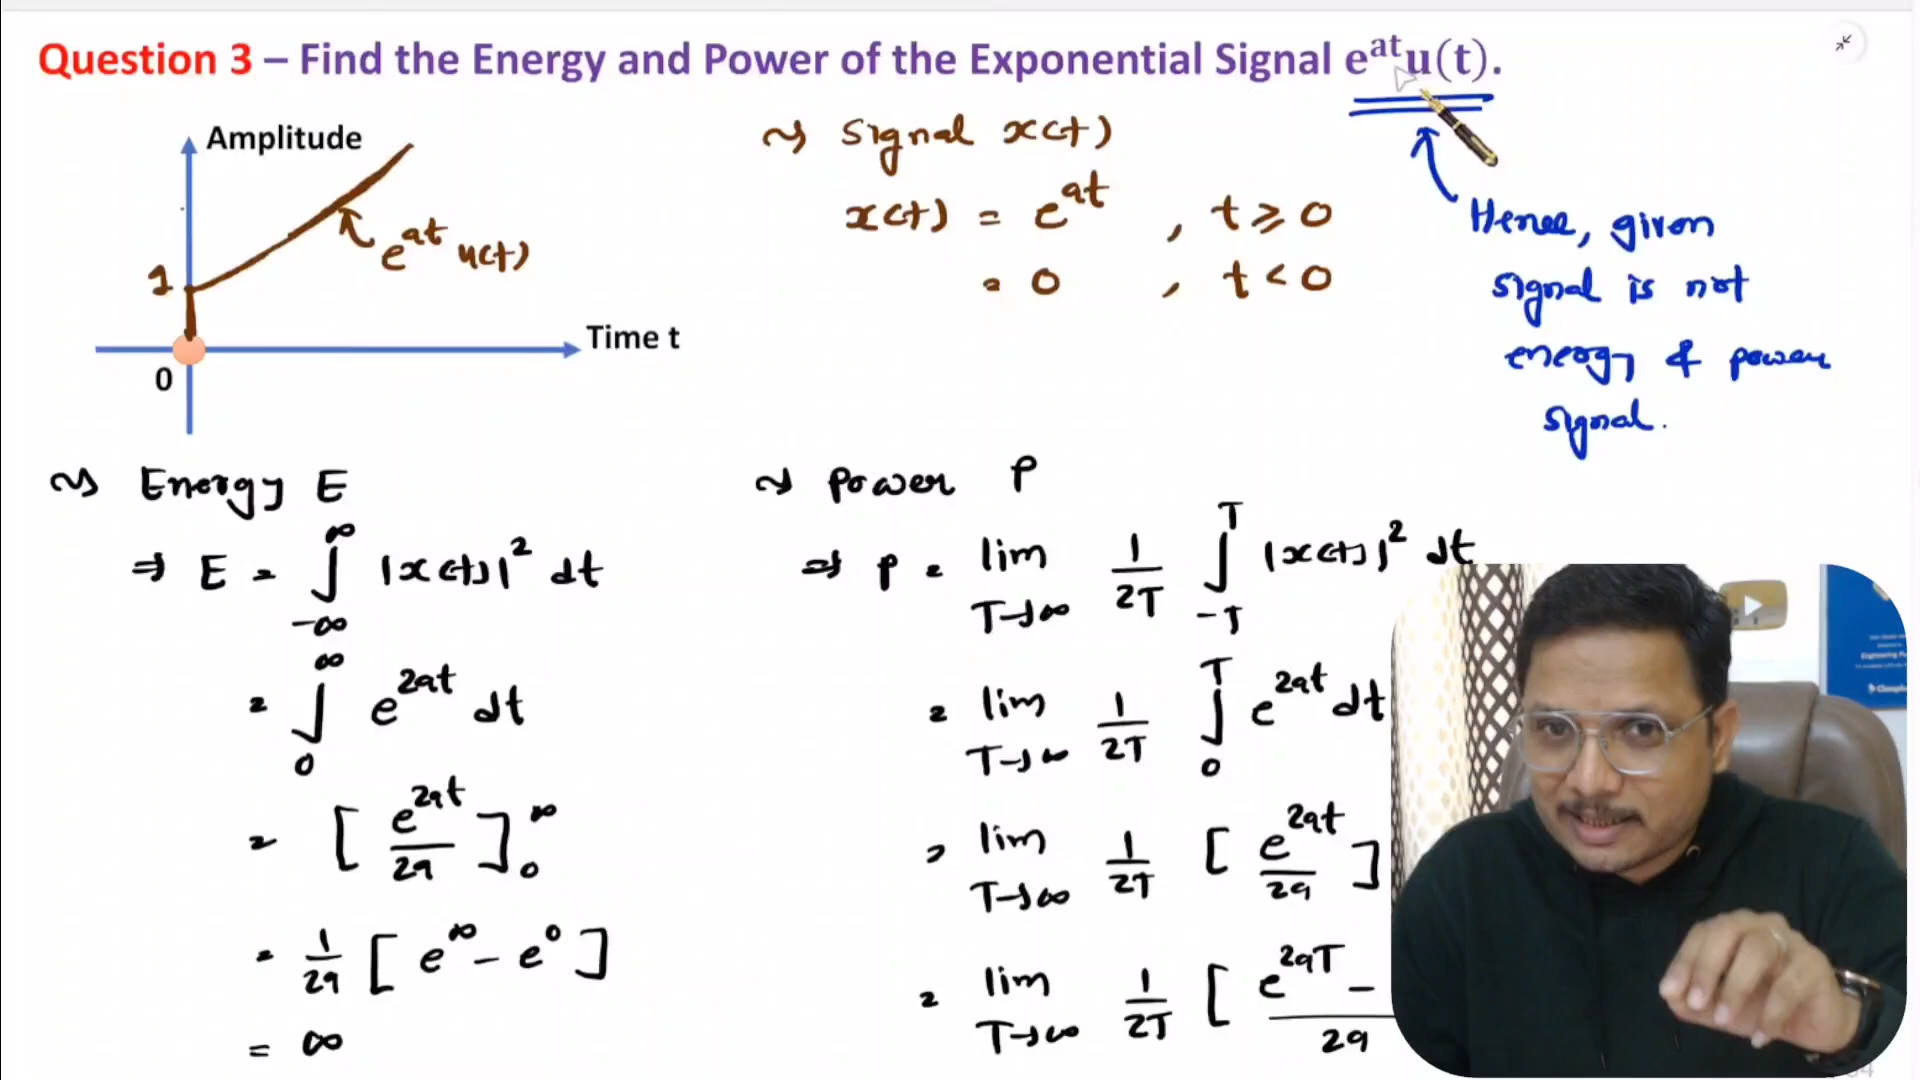 Question 3 – Find the Energy and Power of the Exponential Signal e^{at}u(t).
Amplitude
1
e^{at} u(t)
Time t
0
~> Signal x(t)
x(t) = e^{at} , t ≥ 0
= 0 , t < 0
Hence, given
signal is not
energy & power
signal.
~> Energy E
⇒ E = ∫_{-∞}^{∞} |x(t)|^2 dt
= ∫_{0}^{∞} e^{2at} dt
= [ e^{2at} / 2a ]_{0}^{∞}
= 1/2a [ e^{∞} – e^{0} ]
= ∞
~> Power P
⇒ P = lim_{T→∞} 1/2T ∫_{-T}^{T} |x(t)|^2 dt
= lim_{T→∞} 1/2T ∫_{0}^{T} e^{2at} dt
= lim_{T→∞} 1/2T [ e^{2at} / 2a ]
= lim_{T→∞} 1/2T [ e^{2aT} – / 2a